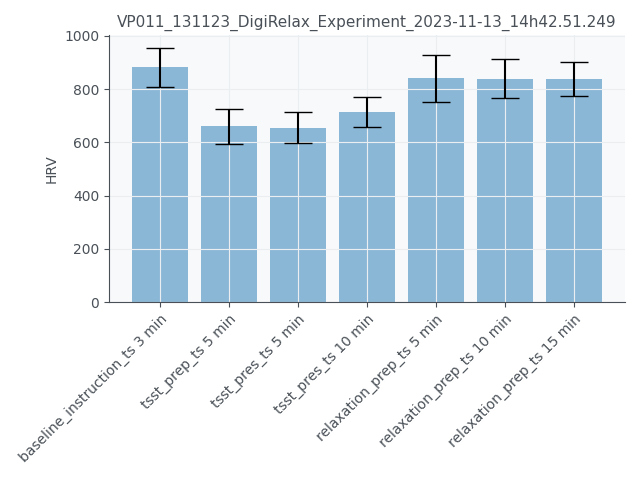 VP011_131123_DigiRelax_Experiment_2023-11-13_14h42.51.249
1000
800
600
400
200
0
HRV
baseline_instruction_ts 3 min
tsst_prep_ts 5 min
tsst_pres_ts 5 min
tsst_pres_ts 10 min
relaxation_prep_ts 5 min
relaxation_prep_ts 10 min
relaxation_prep_ts 15 min